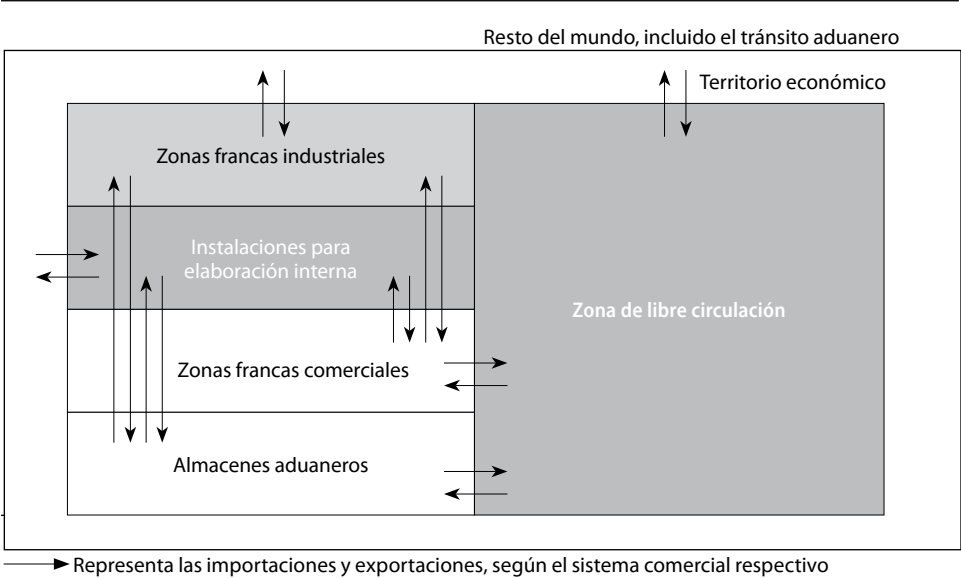 Resto del mundo, incluido el tránsito aduanero
Territorio económico
Zonas francas industriales
Instalaciones para
elaboración interna
Zona de libre circulación
Zonas francas comerciales
Almacenes aduaneros
Representa las importaciones y exportaciones, según el sistema comercial respectivo